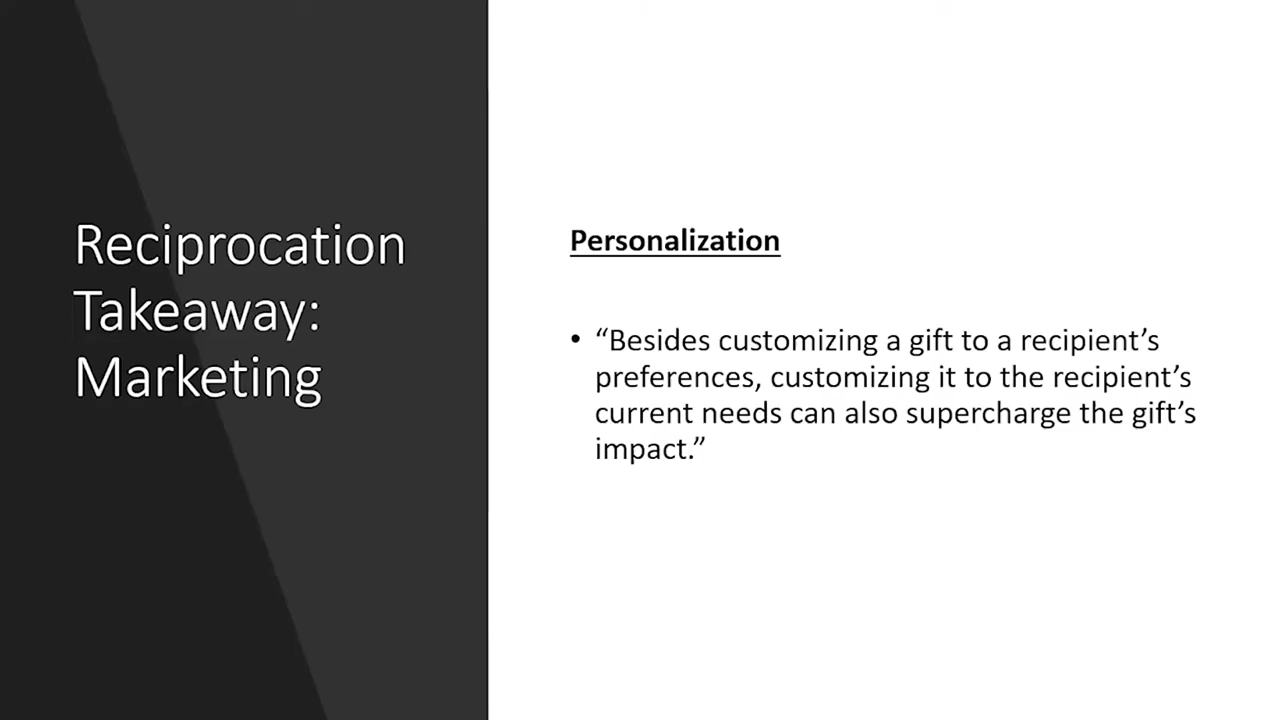 Reciprocation
Takeaway:
Marketing
Personalization
• “Besides customizing a gift to a recipient’s
preferences, customizing it to the recipient’s
current needs can also supercharge the gift’s
impact.”